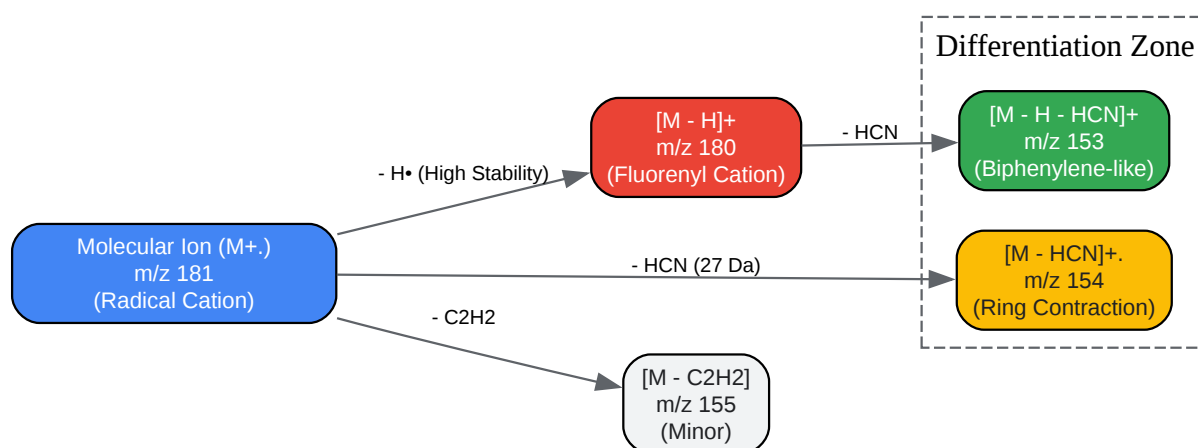 Differentiation Zone
[M - H]+
m/z 180
(Fluorenyl Cation)
- HCN
[M - H - HCN]+
m/z 153
(Biphenylene-like)
- H• (High Stability)
Molecular Ion (M+.)
m/z 181
(Radical Cation)
- HCN (27 Da)
[M - HCN]+.
m/z 154
(Ring Contraction)
- C2H2
[M - C2H2]
m/z 155
(Minor)